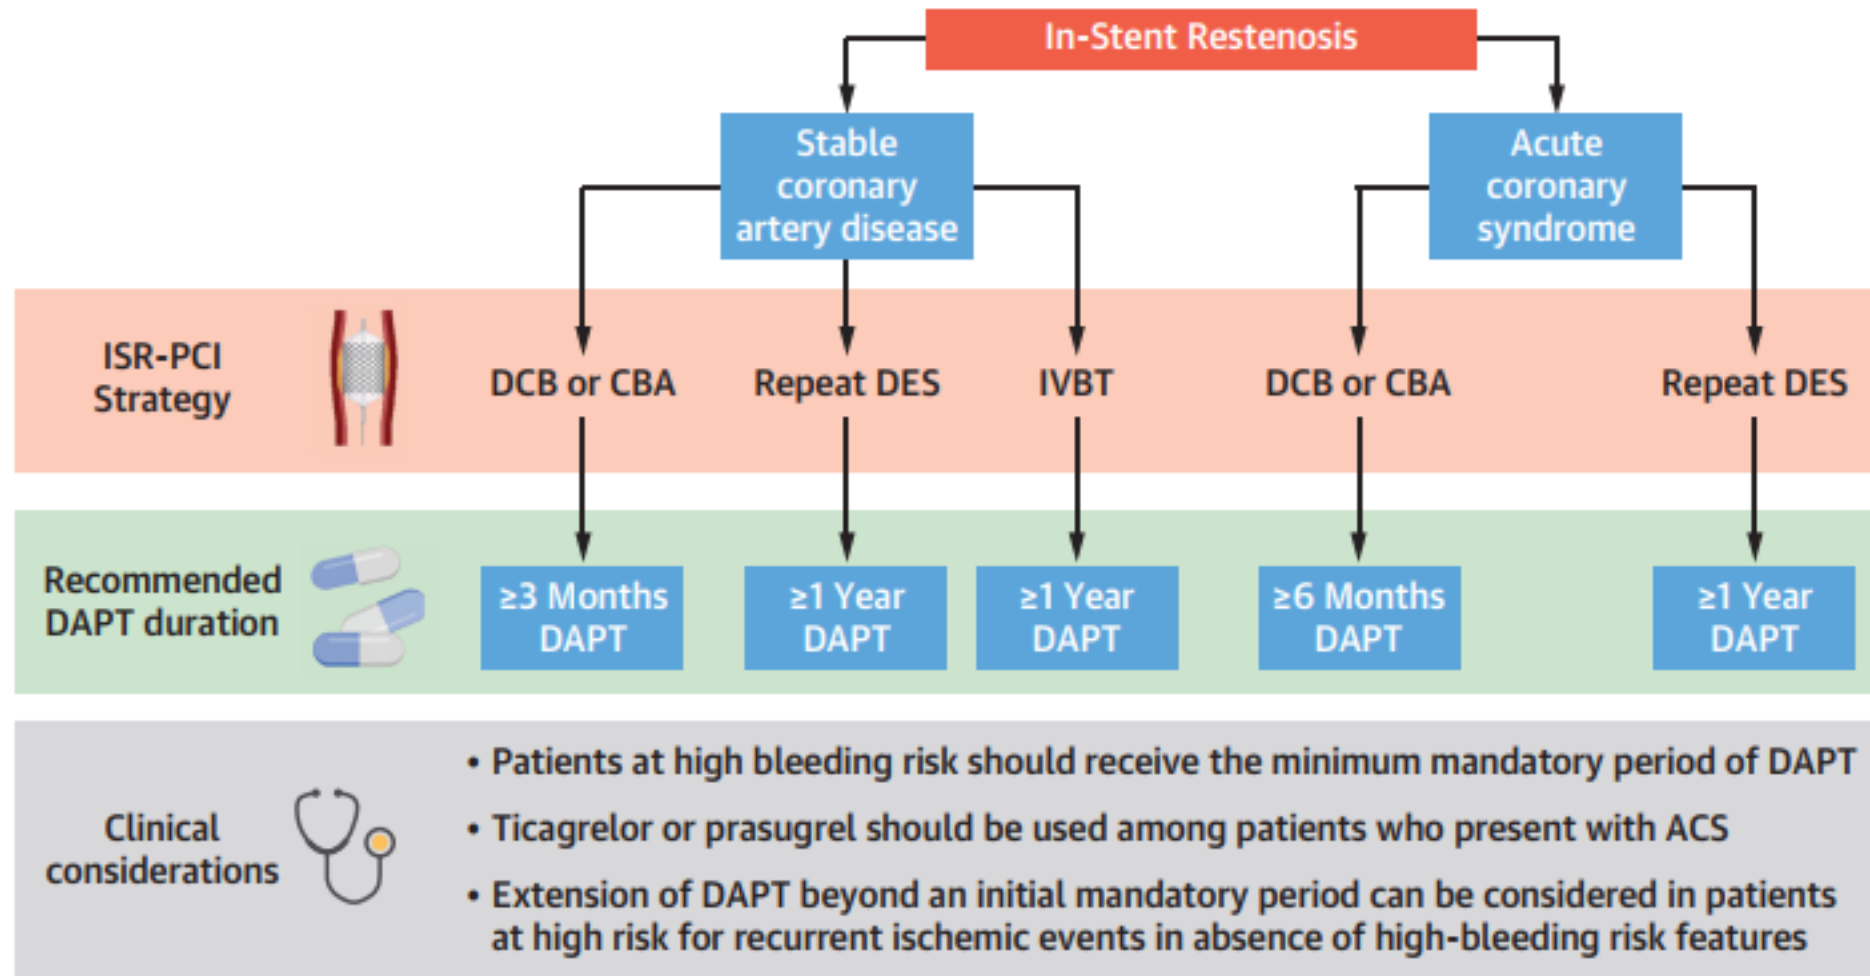 In-Stent Restenosis
Stable
coronary
artery disease
Acute
coronary
syndrome
ISR-PCI
Strategy
DCB or CBA
Repeat DES
IVBT
DCB or CBA
Repeat DES
Recommended
DAPT duration
≥3 Months
DAPT
≥1 Year
DAPT
≥1 Year
DAPT
≥6 Months
DAPT
≥1 Year
DAPT
Clinical
considerations
• Patients at high bleeding risk should receive the minimum mandatory period of DAPT
• Ticagrelor or prasugrel should be used among patients who present with ACS
• Extension of DAPT beyond an initial mandatory period can be considered in patients
at high risk for recurrent ischemic events in absence of high-bleeding risk features